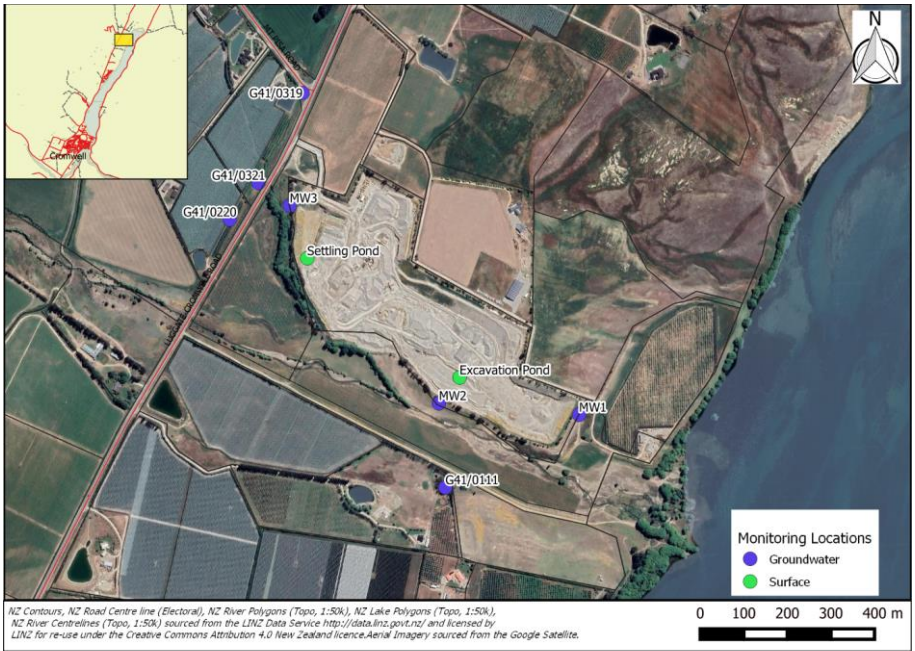 Cromwell
N
G41/0319
G41/0321
MW3
G41/0220
Settling Pond
Excavation Pond
MW2
MW1
G41/0111
Monitoring Locations
Groundwater
Surface
NZ Contours, NZ Road Centre line (Electoral), NZ River Polygons (Topo, 1:50k), NZ Lake Polygons (Topo, 1:50k),
NZ River Centrelines (Topo, 1:50k) sourced from the LINZ Data Service http://data.linz.govt.nz/ and licensed by
LINZ for re-use under the Creative Commons Attribution 4.0 New Zealand licence.Aerial Imagery sourced from the Google Satellite.
0 100 200 300 400 m